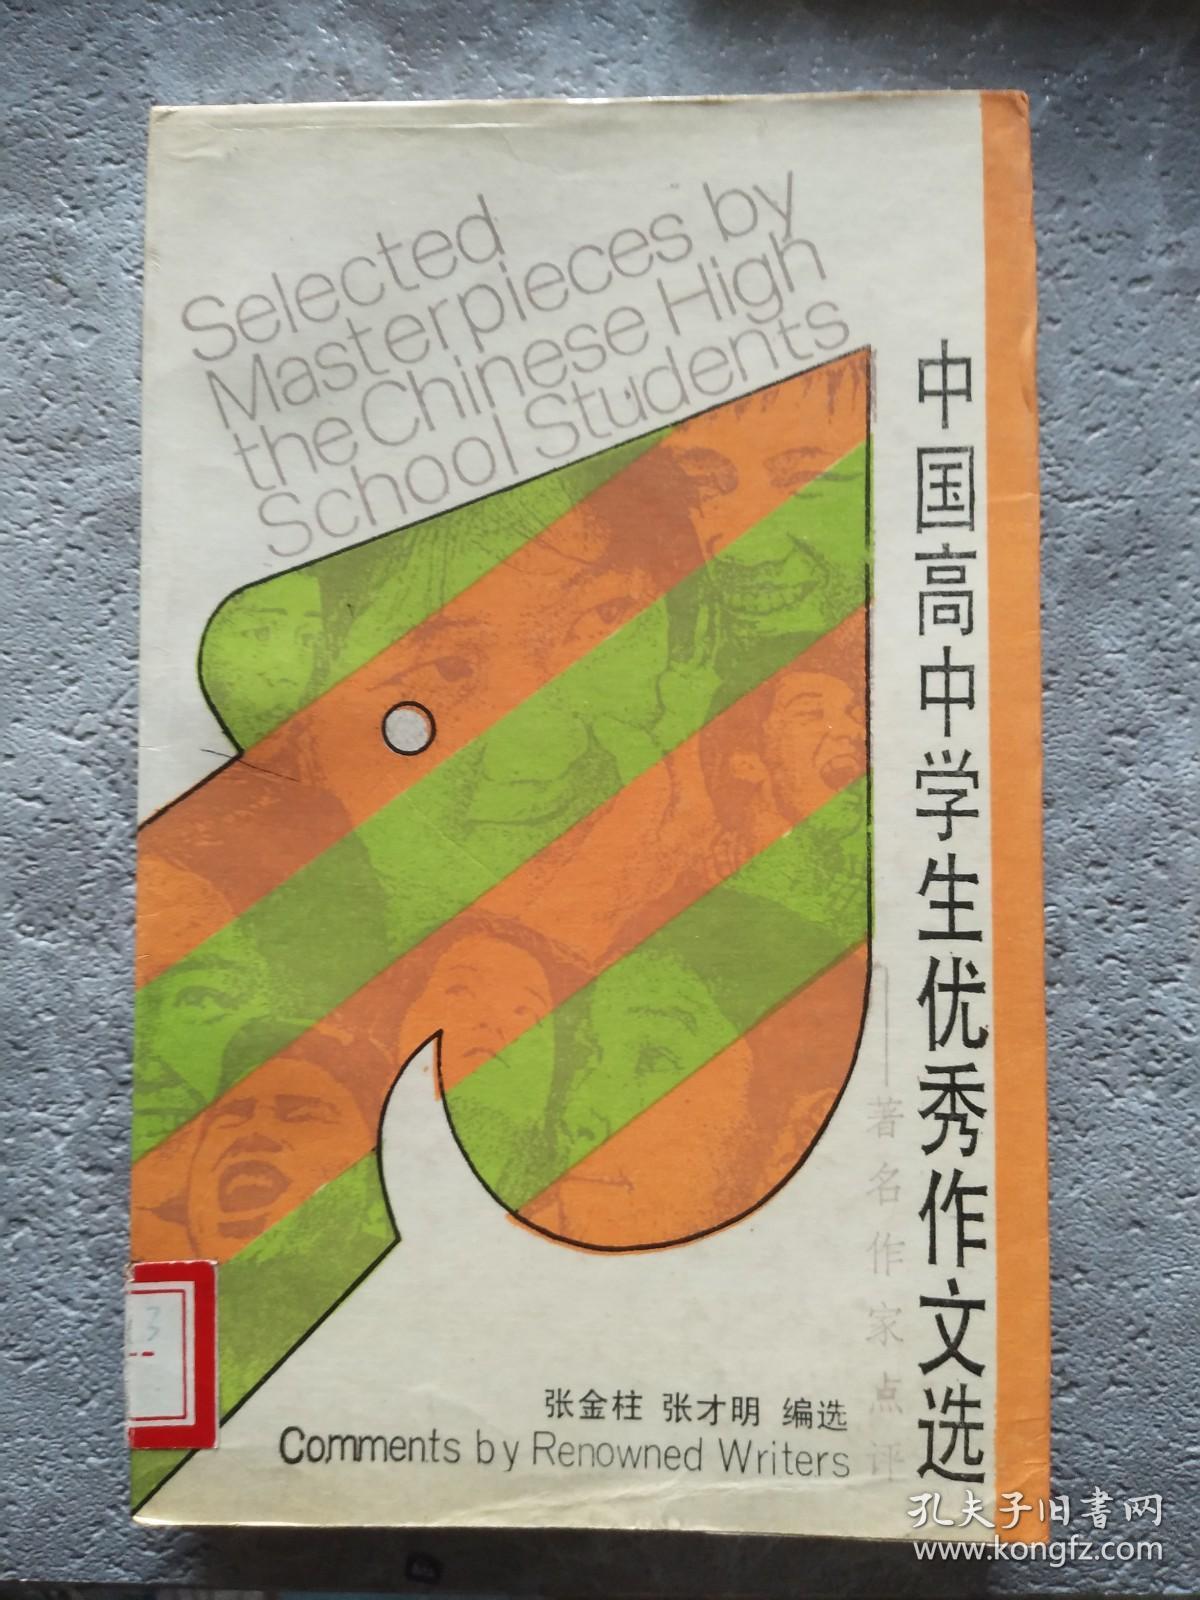 Selected
Masterpieces by
the Chinese High
School Students
中国高中学生优秀作文选
——著名作家点评
张金柱 张才明 编选
Comments by Renowned Writers
3
孔夫子旧书网
www.kongfz.com